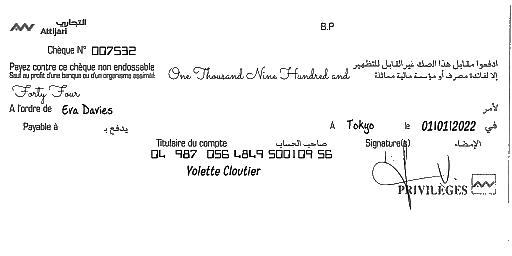 التجاري
Attijari
B.P
Chèque N° 007532
Payez contre ce chèque non endossable
Sauf au profit d'une banque ou d'un organisme assimilé
One Thousand Nine Hundred and
ادفعوا مقابل هذا الصك غير القابل للتظهير
إلا لفائدة مصرف أو مؤسسة مالية مماثلة
Forty Four
A l'ordre de Eva Davies لأمر
Payable à يدفع بـ A Tokyo le 01/01/2022 في
Titulaire du compte صاحب الحساب Signature(s) الإمضاء
04 987 056 4849 500109 56
Yolette Cloutier
PRIVILÈGES